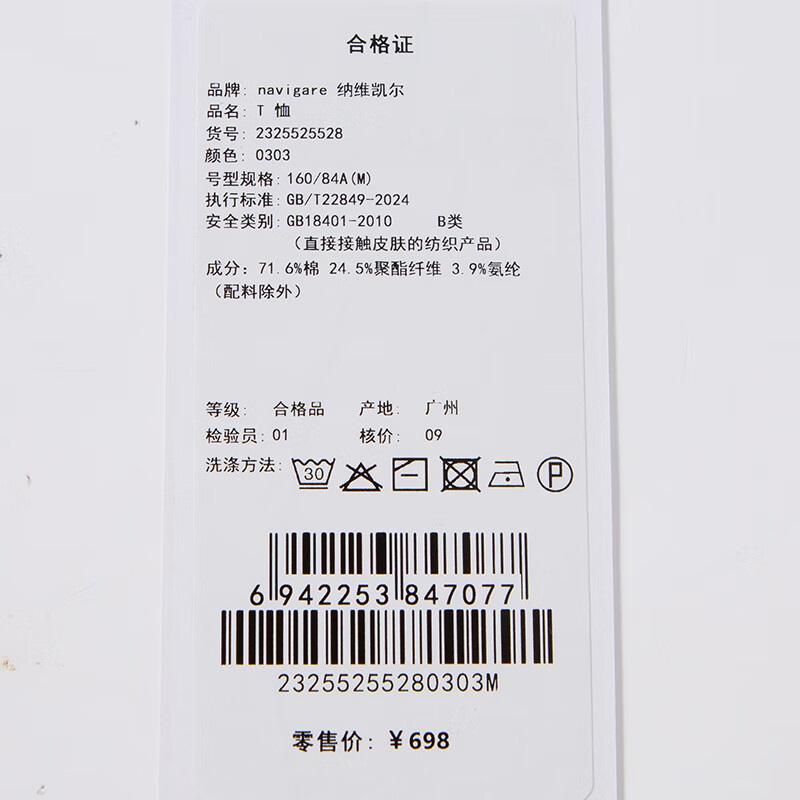 合格证
品牌: navigare 纳维凯尔
品名: T 恤
货号: 2325525528
颜色: 0303
号型规格: 160/84A(M)
执行标准: GB/T22849-2024
安全类别: GB18401-2010 B类
（直接接触皮肤的纺织产品）
成分: 71.6%棉 24.5%聚酯纤维 3.9%氨纶
（配料除外）
等级: 合格品 产地: 广州
检验员: 01 核价: 09
洗涤方法: 30 P
6 942253 847077
23255255280303M
零售价: ￥698